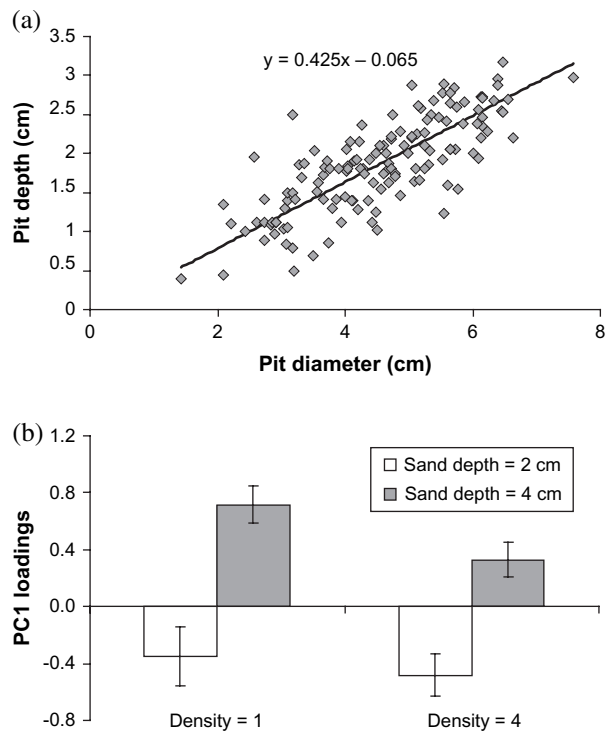 (a)
3.5
3
2.5
2
1.5
1
0.5
0
y = 0.425x – 0.065
Pit depth (cm)
0 2 4 6 8
Pit diameter (cm)
(b)
1.2
0.8
0.4
0.0
-0.4
-0.8
PC1 loadings
Sand depth = 2 cm
Sand depth = 4 cm
Density = 1 Density = 4